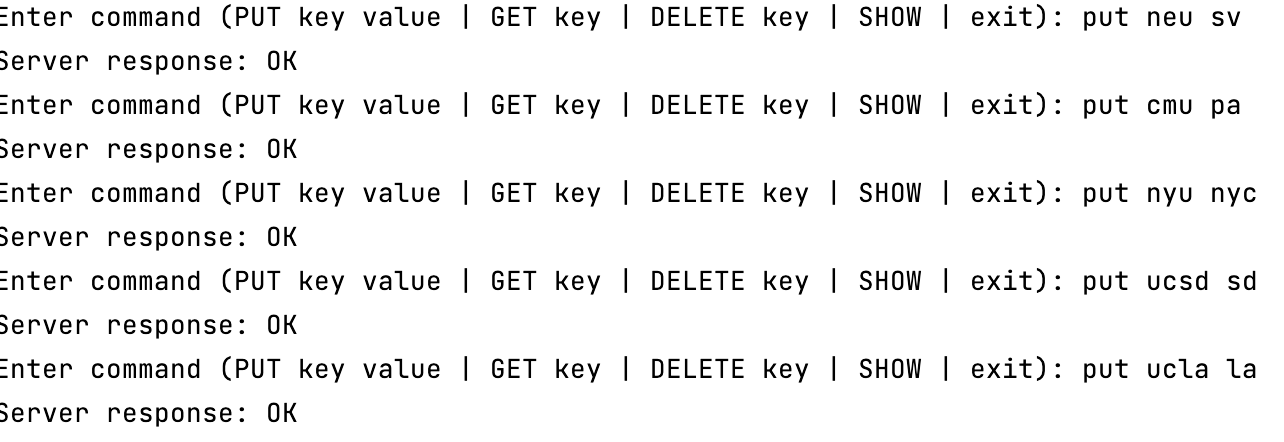 Enter command (PUT key value | GET key | DELETE key | SHOW | exit): put neu sv
Server response: OK
Enter command (PUT key value | GET key | DELETE key | SHOW | exit): put cmu pa
Server response: OK
Enter command (PUT key value | GET key | DELETE key | SHOW | exit): put nyu nyc
Server response: OK
Enter command (PUT key value | GET key | DELETE key | SHOW | exit): put ucsd sd
Server response: OK
Enter command (PUT key value | GET key | DELETE key | SHOW | exit): put ucla la
Server response: OK